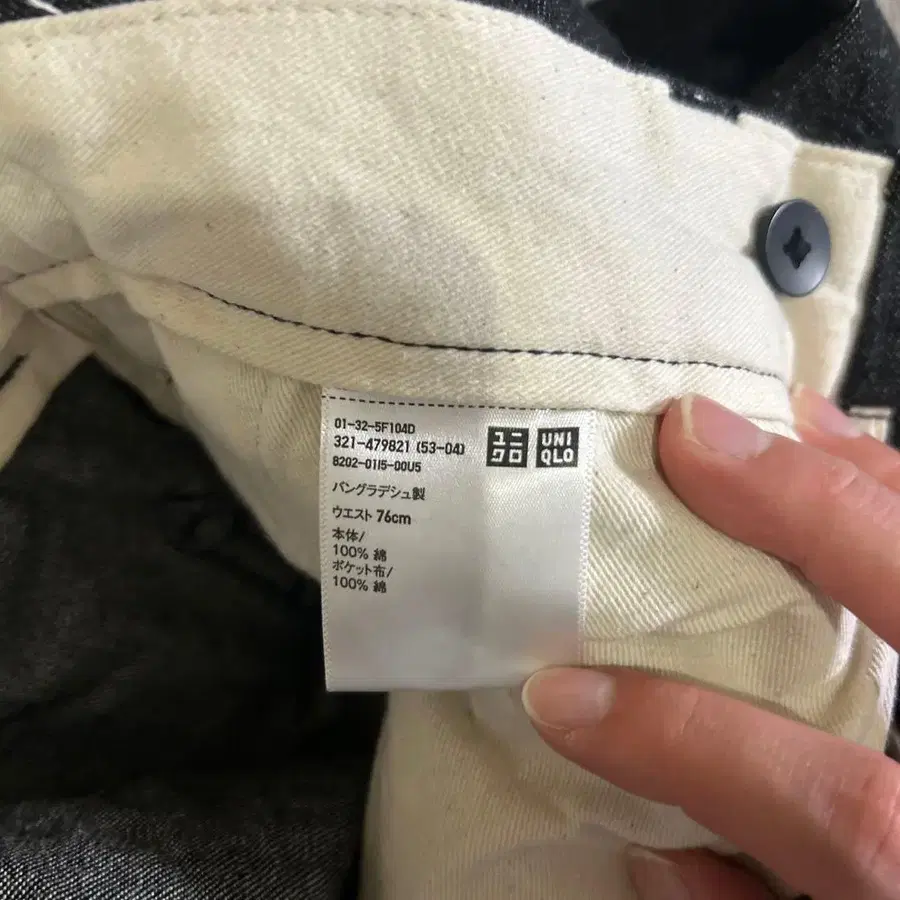 01-32-5F104D
321-479821 (53-04)
8202-0115-00U5
バングラデシュ製
ウエスト 76cm
本体/
100% 綿
ポケット布/
100% 綿
ユニ
クロ
UNI
QLO